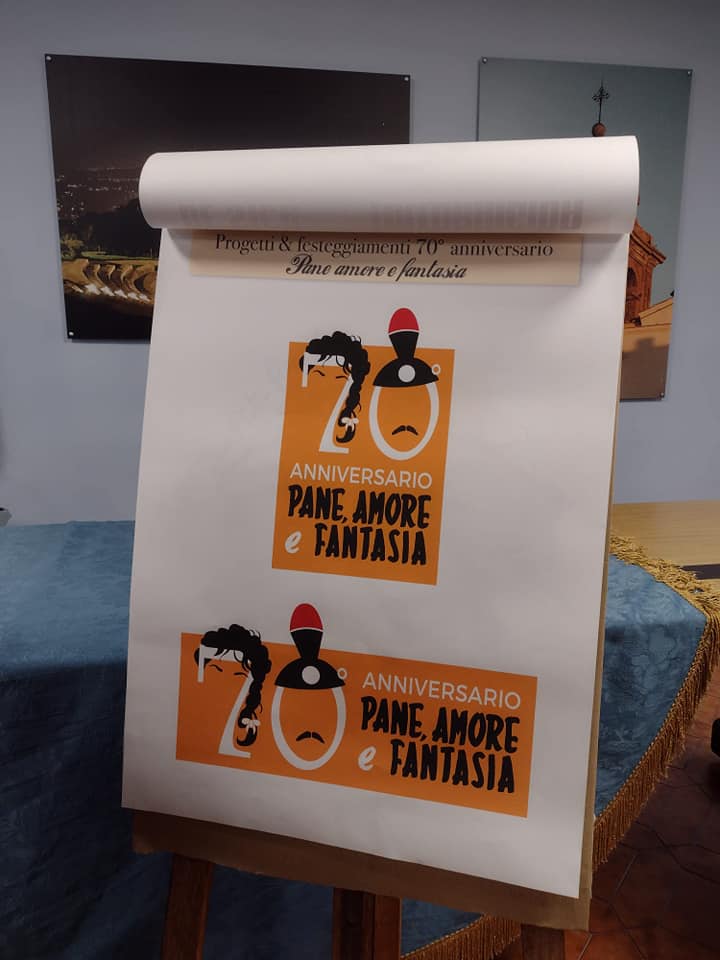 Progetti & festeggiamenti 70° anniversario
Pane amore e fantasia
70°
ANNIVERSARIO
PANE, AMORE
e FANTASIA
70°
ANNIVERSARIO
PANE, AMORE
e FANTASIA